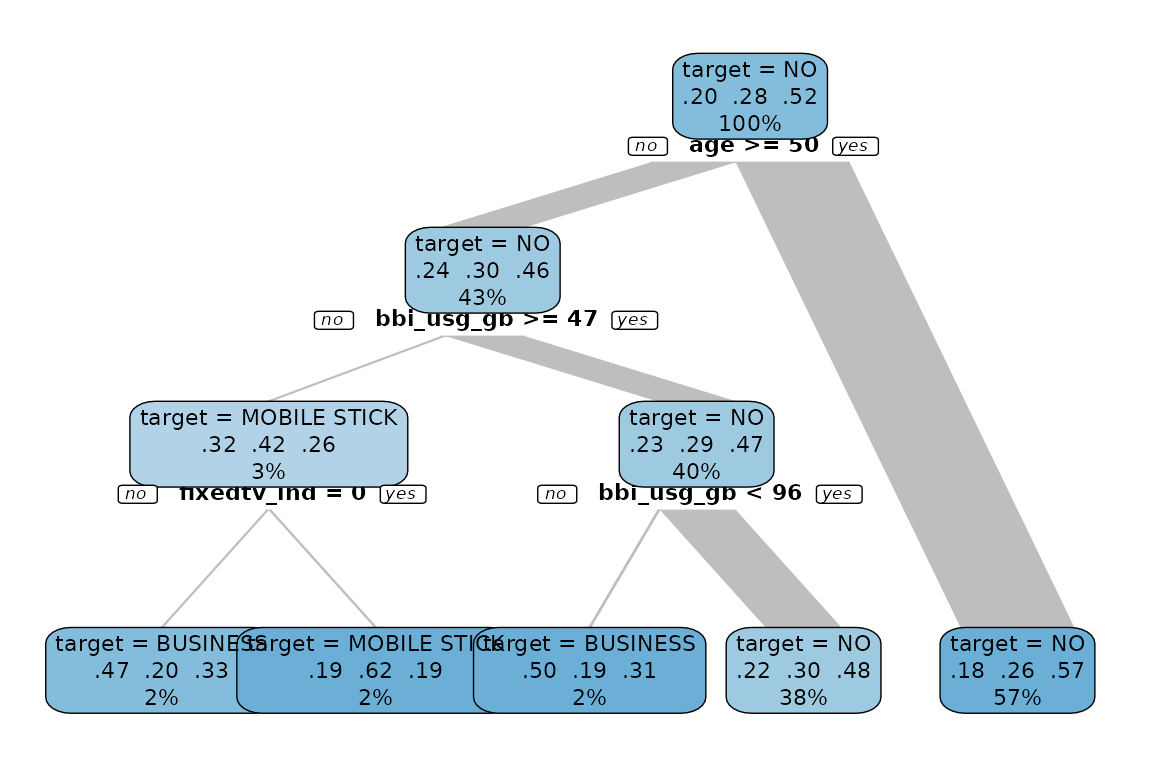 target = NO
.20 .28 .52
100%
no age >= 50 yes
target = NO
.24 .30 .46
43%
no bbi_usg_gb >= 47 yes
target = MOBILE STICK
.32 .42 .26
3%
no fixedtv_ind = 0 yes
target = NO
.23 .29 .47
40%
no bbi_usg_gb < 96 yes
target = BUSINESS
.47 .20 .33
2%
target = MOBILE STICK
.19 .62 .19
2%
target = BUSINESS
.50 .19 .31
2%
target = NO
.22 .30 .48
38%
target = NO
.18 .26 .57
57%